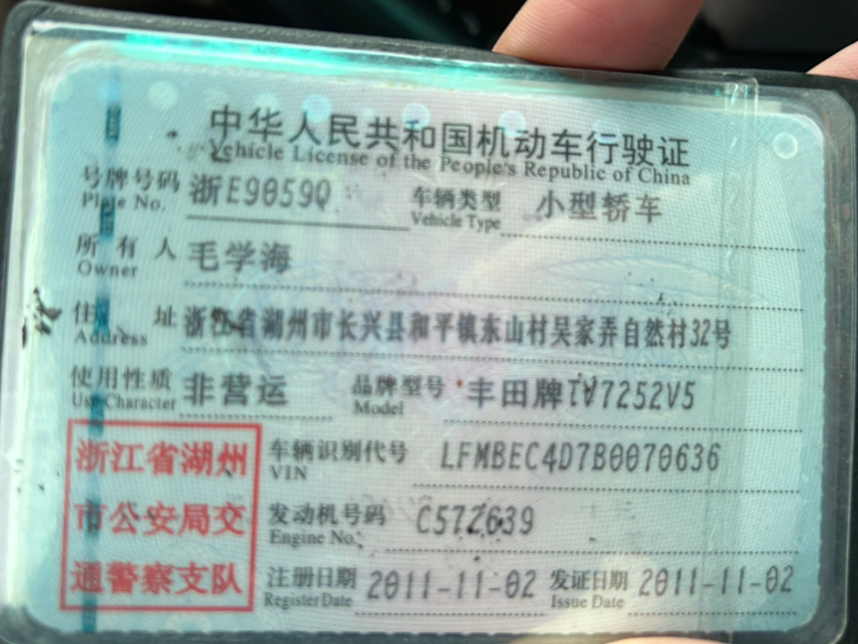 中华人民共和国机动车行驶证
Vehicle License of the People's Republic of China
号牌号码 浙E9059Q 车辆类型 小型轿车
Plate No. Vehicle Type
所有人 毛学海
Owner
住址 浙江省湖州市长兴县和平镇东山村吴家弄自然村32号
Address
使用性质 非营运 品牌型号 丰田牌TV7252V5
Use Character Model
浙江省湖州 车辆识别代号 LFMBEC4D7B0070636
VIN
市公安局交 发动机号码 C572639
Engine No.
通警察支队 注册日期 2011-11-02 发证日期 2011-11-02
Register Date Issue Date